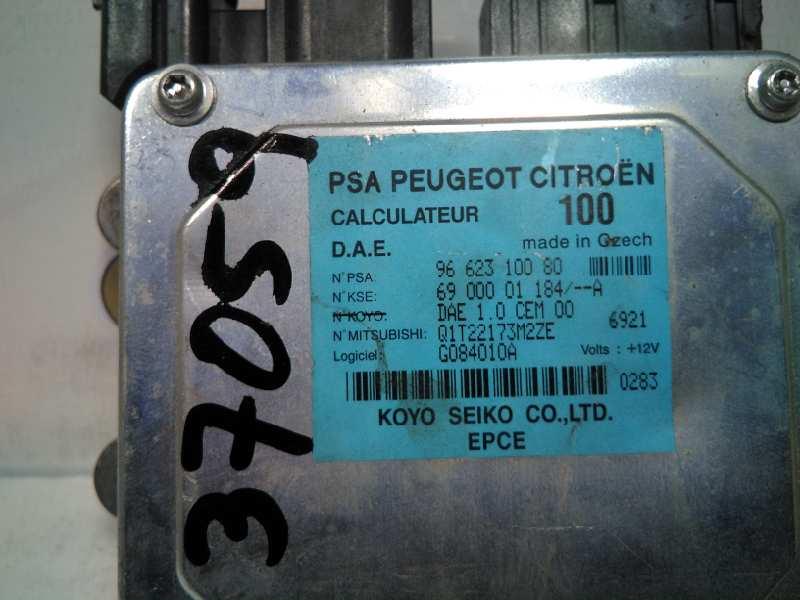 37059
PSA PEUGEOT CITROËN
CALCULATEUR 100
D.A.E. made in Czech
N°PSA: 96 623 100 80
N°KSE: 69 000 01 184/--A
N°KOYO: DAE 1.0 CEM 00 6921
N°MITSUBISHI: Q1T22173M2ZE
Logiciel: G084010A Volts : +12V
0283
KOYO SEIKO CO.,LTD.
EPCE